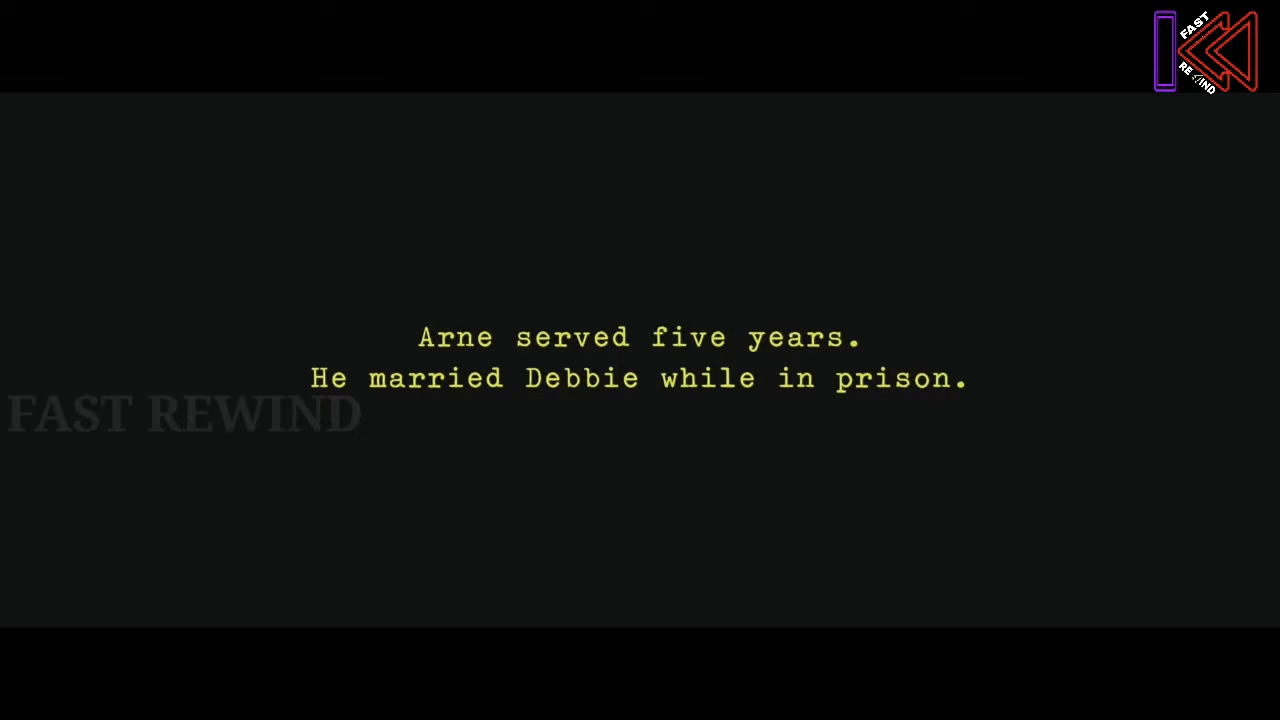 FAST
REWIND
Arne served five years.
He married Debbie while in prison.
FAST REWIND